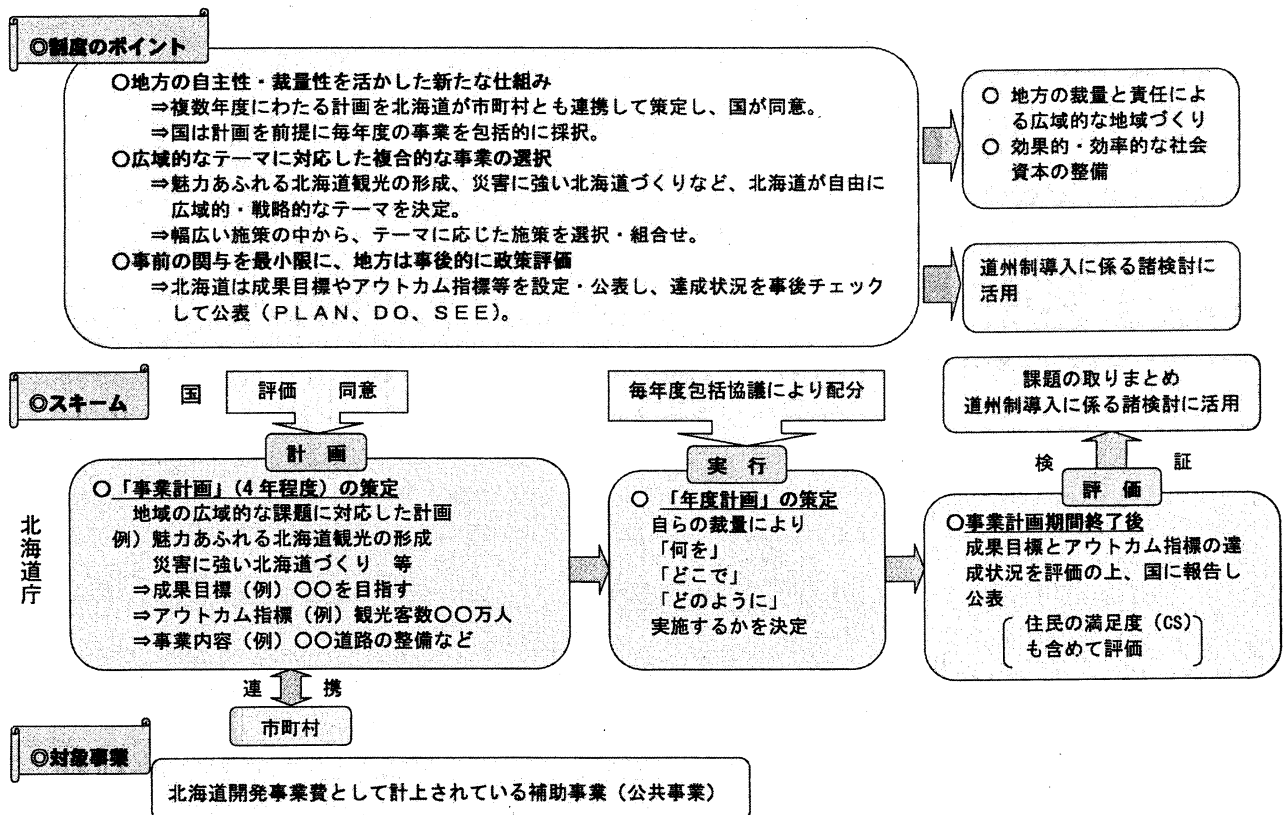 ◎制度のポイント
○地方の自主性・裁量性を活かした新たな仕組み
⇒複数年度にわたる計画を北海道が市町村とも連携して策定し、国が同意。
⇒国は計画を前提に毎年度の事業を包括的に採択。
○広域的なテーマに対応した複合的な事業の選択
⇒魅力あふれる北海道観光の形成、災害に強い北海道づくりなど、北海道が自由に
広域的・戦略的なテーマを決定。
⇒幅広い施策の中から、テーマに応じた施策を選択・組合せ。
○事前の関与を最小限に、地方は事後的に政策評価
⇒北海道は成果目標やアウトカム指標等を設定・公表し、達成状況を事後チェック
して公表（ＰＬＡＮ、ＤＯ、ＳＥＥ）。
○ 地方の裁量と責任によ
る広域的な地域づくり
○ 効果的・効率的な社会
資本の整備
道州制導入に係る諸検討に
活用
◎スキーム
国
評価 同意
毎年度包括協議により配分
課題の取りまとめ
道州制導入に係る諸検討に活用
検 証
北海道庁
計 画
○「事業計画」（４年程度）の策定
地域の広域的な課題に対応した計画
例）魅力あふれる北海道観光の形成
災害に強い北海道づくり 等
⇒成果目標（例）〇〇を目指す
⇒アウトカム指標（例）観光客数〇〇万人
⇒事業内容（例）〇〇道路の整備など
実 行
○ 「年度計画」の策定
自らの裁量により
「何を」
「どこで」
「どのように」
実施するかを決定
評 価
○事業計画期間終了後
成果目標とアウトカム指標の達
成状況を評価の上、国に報告し
公表
住民の満足度（CS）
も含めて評価
連 携
市町村
◎対象事業
北海道開発事業費として計上されている補助事業（公共事業）